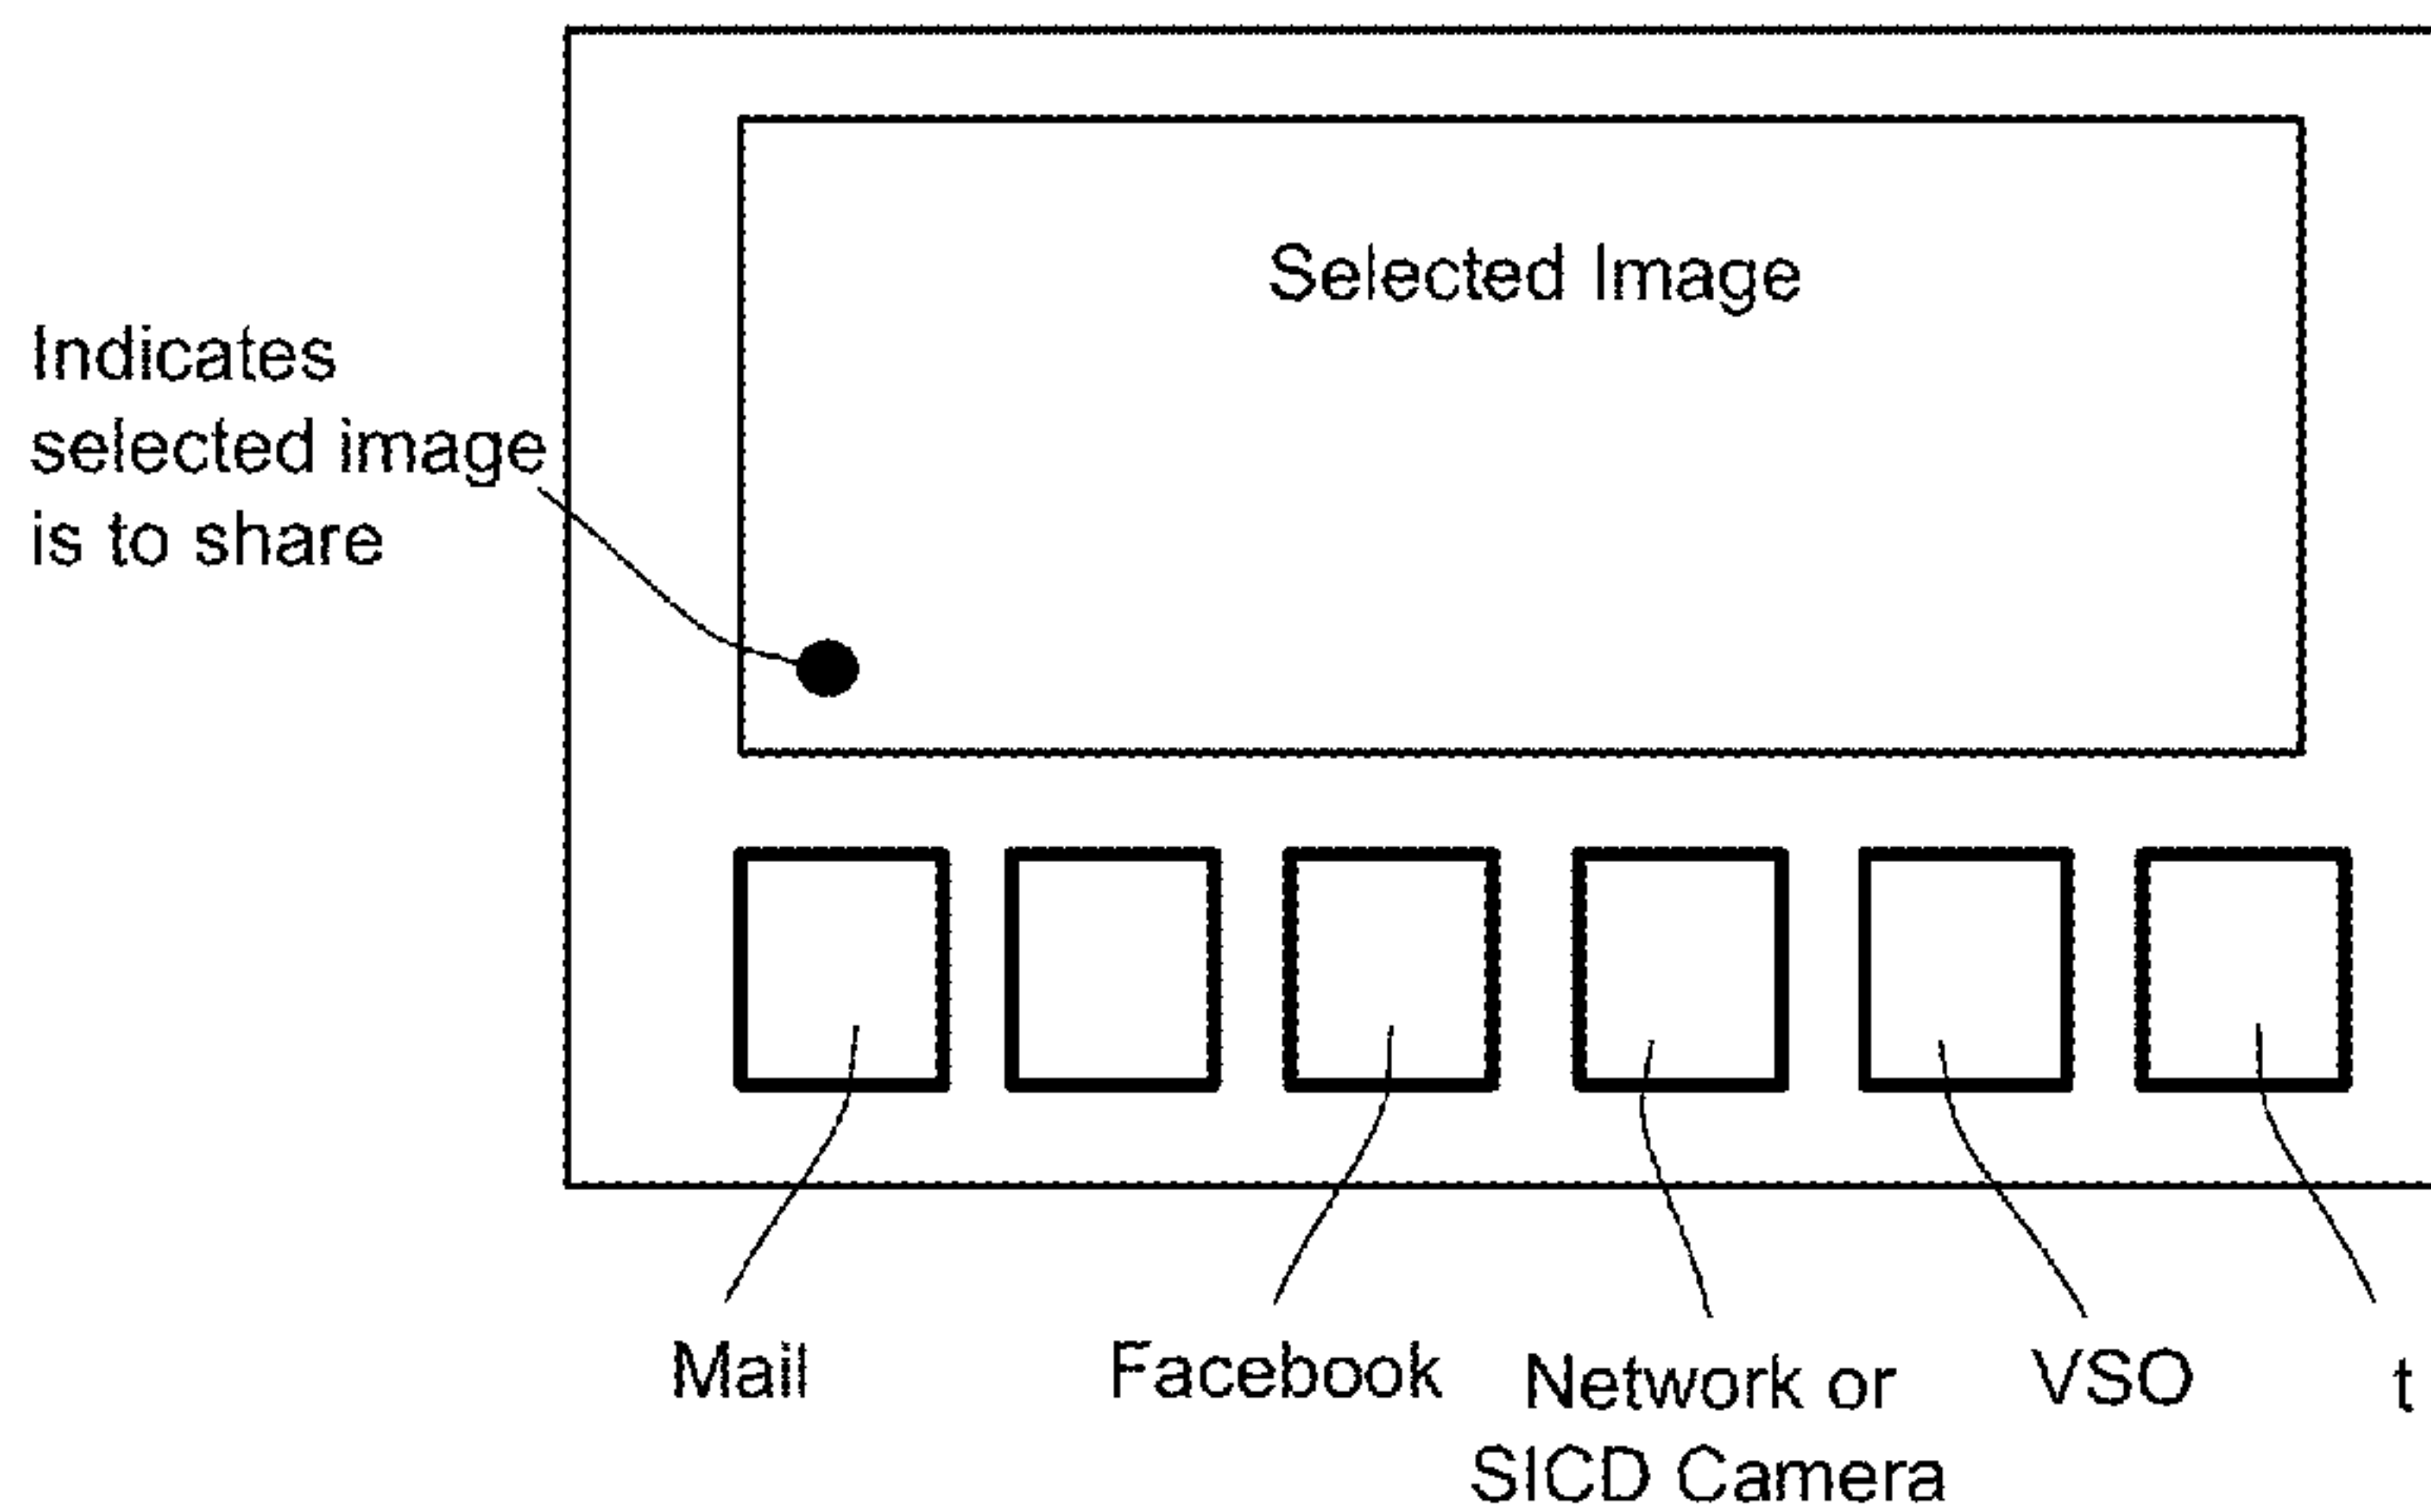 Selected Image
Indicates
selected image
is to share
Mail
Facebook
Network or
SICD Camera
VSO
t